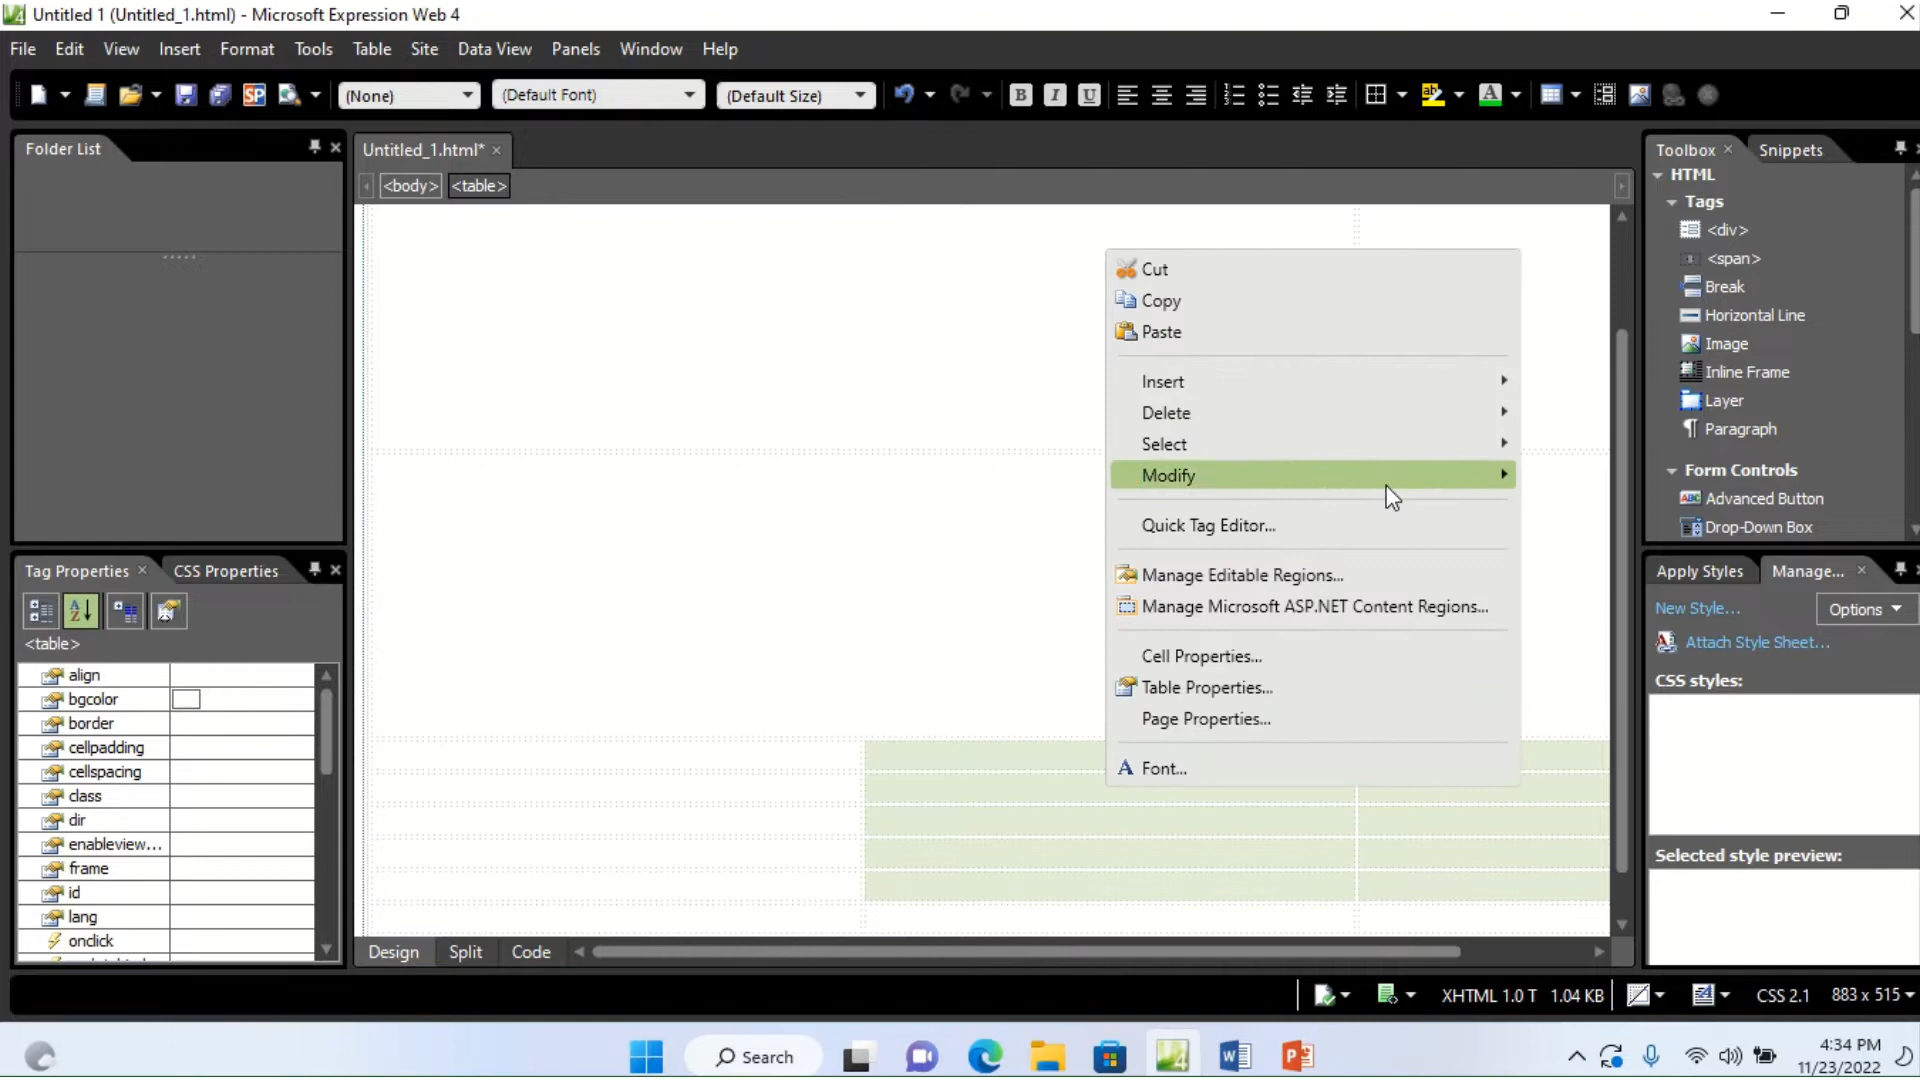 Untitled 1 (Untitled_1.html) - Microsoft Expression Web 4
File Edit View Insert Format Tools Table Site Data View Panels Window Help
(None) (Default Font) (Default Size)
Folder List
Untitled_1.html*
<body> <table>
Toolbox Snippets
HTML
Tags
<div>
<span>
Break
Horizontal Line
Image
Inline Frame
Layer
Paragraph
Form Controls
Advanced Button
Drop-Down Box
Cut
Copy
Paste
Insert
Delete
Select
Modify
Quick Tag Editor...
Manage Editable Regions...
Manage Microsoft ASP.NET Content Regions...
Cell Properties...
Table Properties...
Page Properties...
Font...
Tag Properties CSS Properties
<table>
align
bgcolor
border
cellpadding
cellspacing
class
dir
enableview...
frame
id
lang
onclick
Apply Styles Manage...
New Style... Options
Attach Style Sheet...
CSS styles:
Selected style preview:
Design Split Code
XHTML 1.0 T 1.04 KB CSS 2.1 883 x 515
Search
4:34 PM
11/23/2022